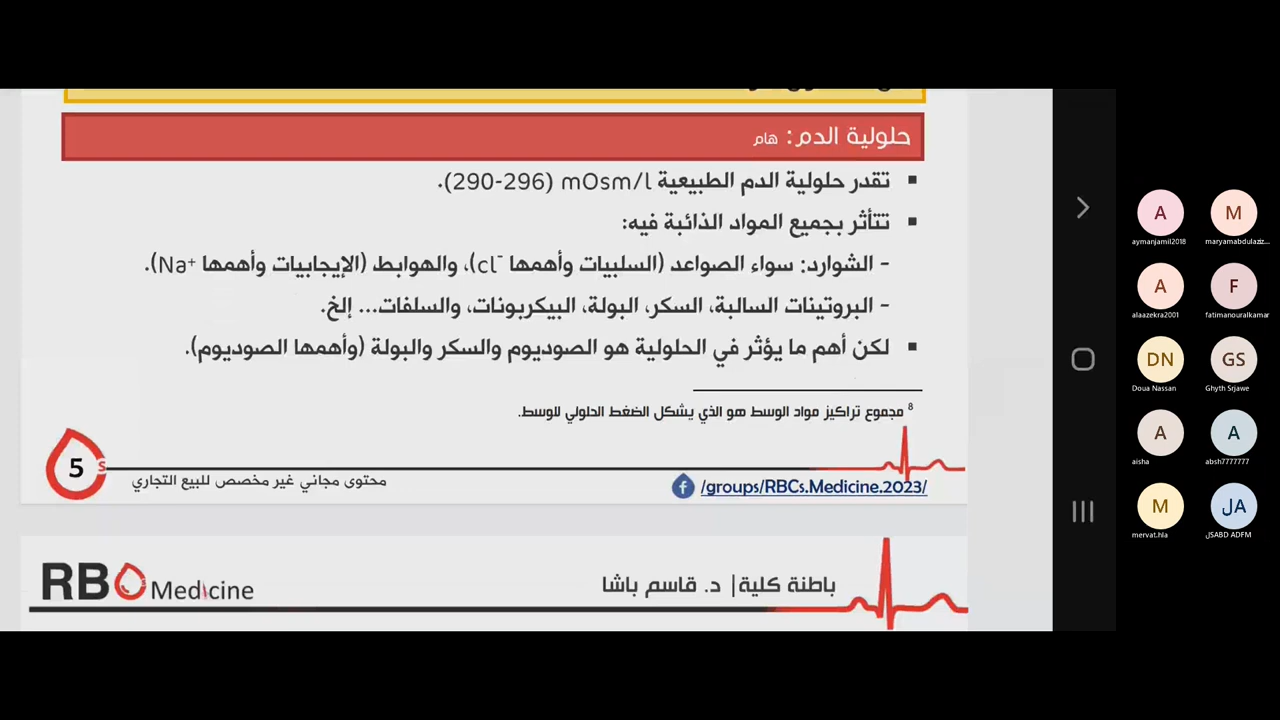 حلولية الدم: هام
▪ تقدر حلولية الدم الطبيعية mOsm/l (290-296).
▪ تتأثر بجميع المواد الذائبة فيه:
- الشوارد: سواء الصواعد (السلبيات وأهمها cl⁻)، والهوابط (الإيجابيات وأهمها Na⁺).
- البروتينات السالبة، السكر، البولة، البيكربونات، والسلفات... إلخ.
▪ لكن أهم ما يؤثر في الحلولية هو الصوديوم والسكر والبولة (وأهمها الصوديوم).
⁸ مجموع تراكيز مواد الوسط هو الذي يشكل الضغط الحلولي للوسط.
5
محتوى مجاني غير مخصص للبيع التجاري
/groups/RBCs.Medicine.2023/
RB Medicine
باطنة كلية| د. قاسم باشا
A
M
aymanjamil2018
maryamabdulaziz...
A
F
alaazekra2001
fatimanouralkamar
DN
GS
Doua Nassan
Ghyth Srjawe
A
A
aisha
absh7777777
M
JA
mervat.hla
JSABD ADFM